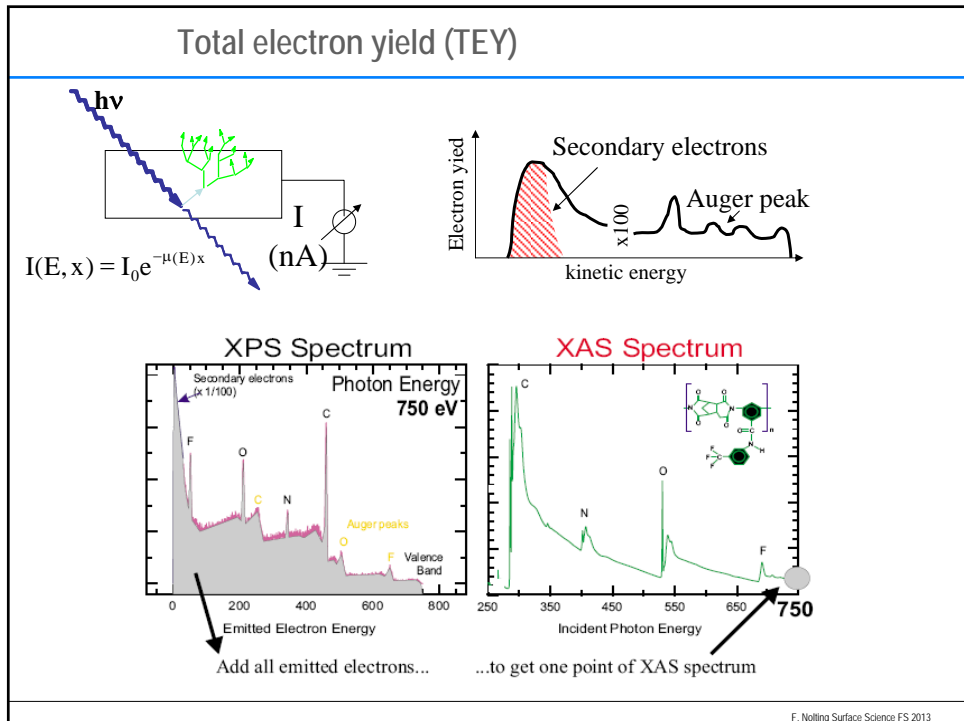 Total electron yield (TEY)
hν
I
(nA)
I(E, x) = I₀e^{−μ(E)x}
Electron yied
Secondary electrons
x100
Auger peak
kinetic energy
XPS Spectrum
Secondary electrons
(x 1/100)
Photon Energy
750 eV
F
O
C
N
C
Auger peaks
O
F
Valence
Band
0
200
400
600
800
Emitted Electron Energy
XAS Spectrum
C
N
O
F
O
O
N
O
O
N
n
O
C
N
H
F
F
C
F
250
350
450
550
650
750
Incident Photon Energy
Add all emitted electrons...
...to get one point of XAS spectrum
F. Nolting Surface Science FS 2013